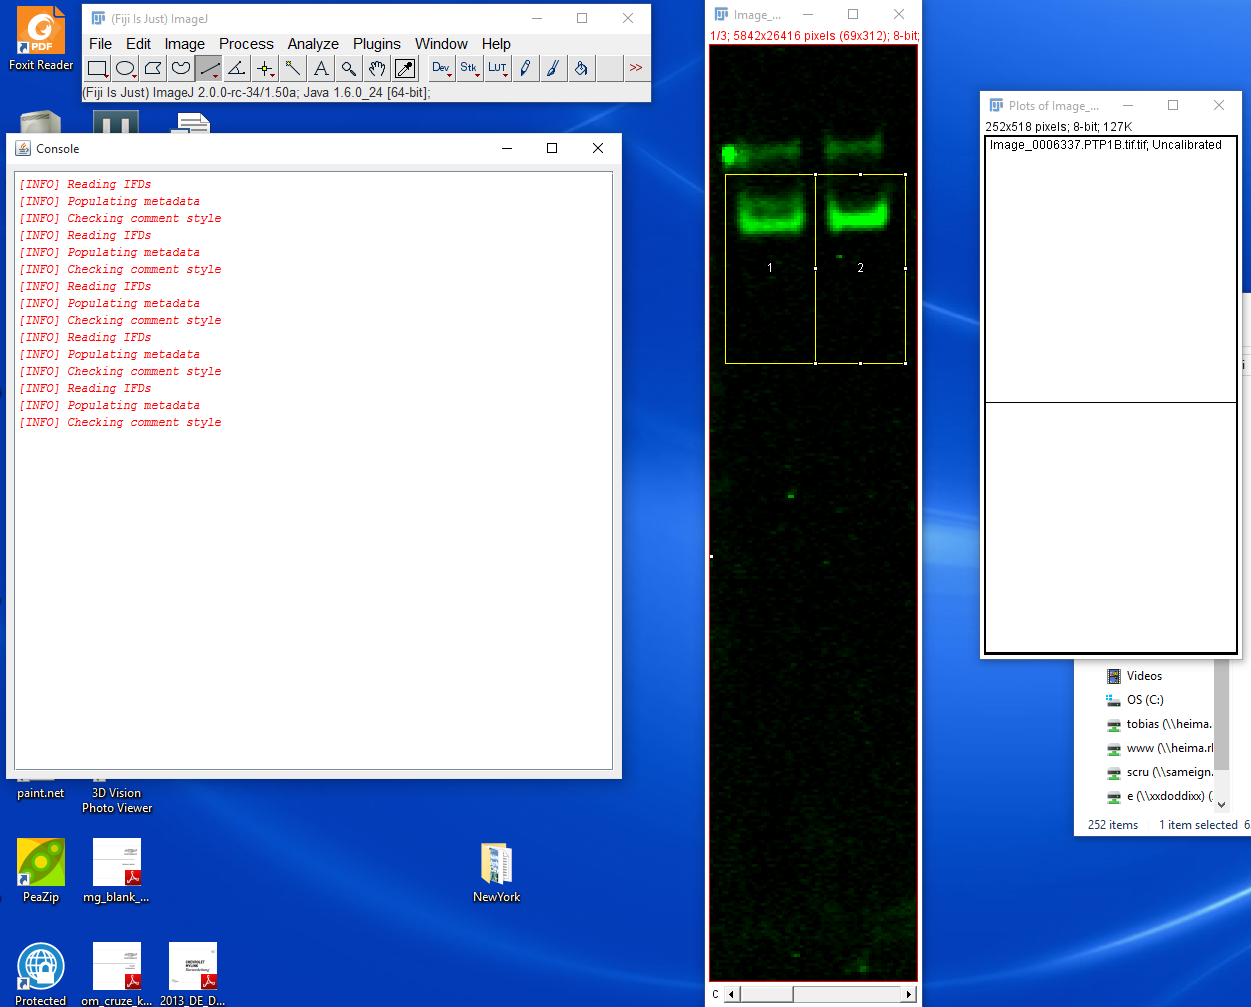 Foxit Reader
(Fiji Is Just) ImageJ
File Edit Image Process Analyze Plugins Window Help
Dev Stk LUT >>
(Fiji Is Just) ImageJ 2.0.0-rc-34/1.50a; Java 1.6.0_24 [64-bit];
Console
[INFO] Reading IFDs
[INFO] Populating metadata
[INFO] Checking comment style
[INFO] Reading IFDs
[INFO] Populating metadata
[INFO] Checking comment style
[INFO] Reading IFDs
[INFO] Populating metadata
[INFO] Checking comment style
[INFO] Reading IFDs
[INFO] Populating metadata
[INFO] Checking comment style
[INFO] Reading IFDs
[INFO] Populating metadata
[INFO] Checking comment style
Image_...
1/3; 5842x26416 pixels (69x312); 8-bit;
1 2
c
Plots of Image_...
252x518 pixels; 8-bit; 127K
Image_0006337.PTP1B.tif.tif; Uncalibrated
Videos
OS (C:)
tobias (\\heima.
www (\\heima.rl
scru (\\sameign.
e (\\xxdoddixx) (.
252 items 1 item selected 6
paint.net
3D Vision
Photo Viewer
PeaZip
mg_blank_...
NewYork
Protected
om_cruze_k...
2013_DE_D...